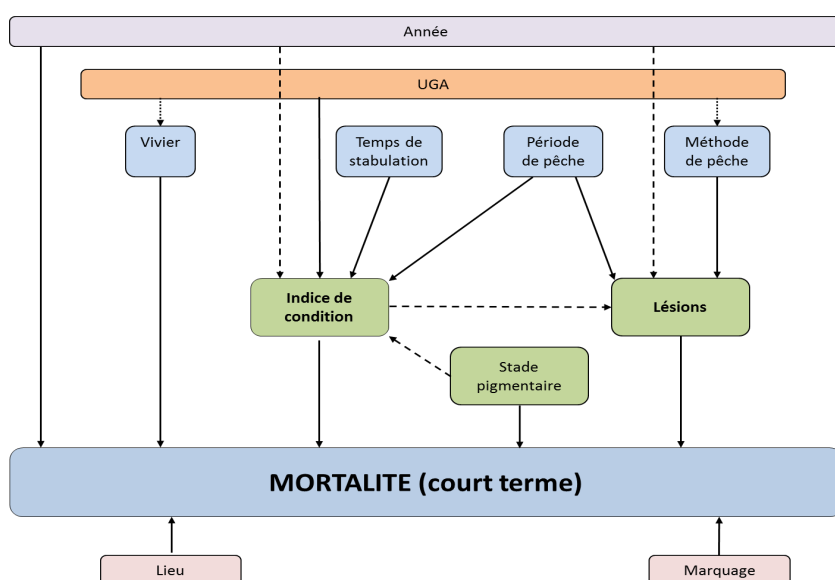 Année
UGA
Vivier
Temps de
stabulation
Période
de pêche
Méthode
de pêche
Indice de
condition
Lésions
Stade
pigmentaire
MORTALITE (court terme)
Lieu
Marquage